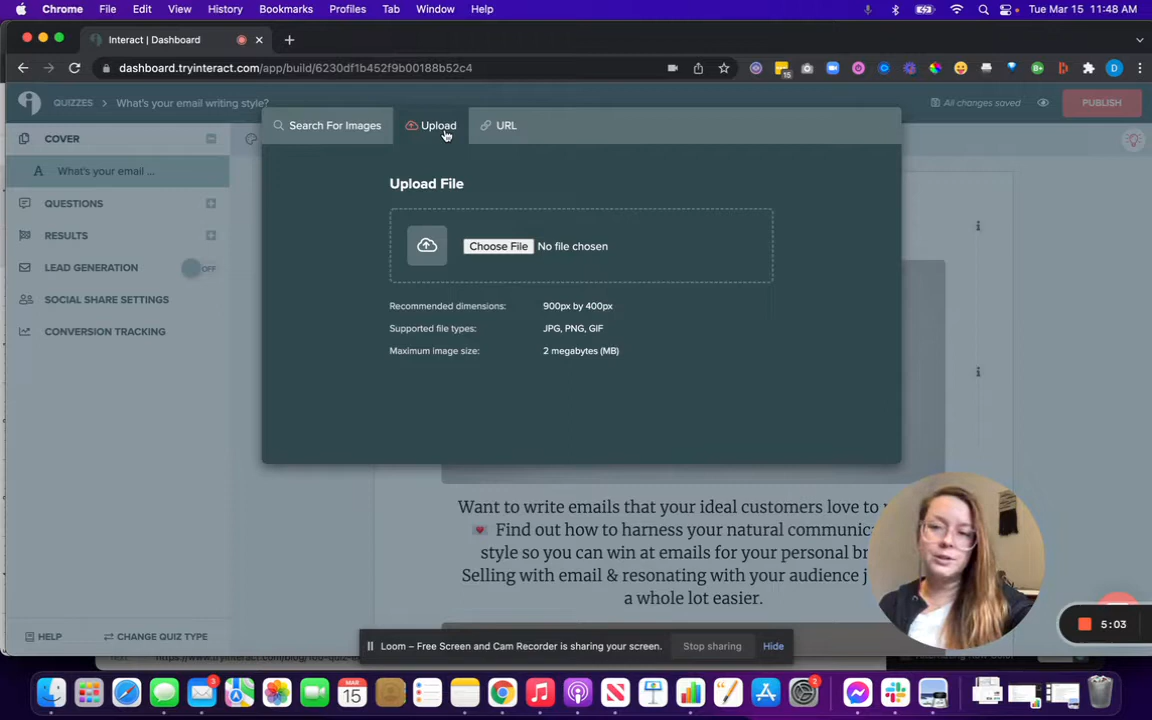 Chrome File Edit View History Bookmarks Profiles Tab Window Help Tue Mar 15 11:48 AM
Interact | Dashboard
dashboard.tryinteract.com/app/build/6230df1b452f9b00188b52c4
15
D
QUIZZES What's your email writing style? All changes saved PUBLISH
Search For Images Upload URL
COVER
What's your email ...
QUESTIONS
RESULTS
LEAD GENERATION OFF
SOCIAL SHARE SETTINGS
CONVERSION TRACKING
Upload File
Choose File No file chosen
Recommended dimensions: 900px by 400px
Supported file types: JPG, PNG, GIF
Maximum image size: 2 megabytes (MB)
Want to write emails that your ideal customers love to
💌 Find out how to harness your natural
style so you can win at emails for your personal
Selling with email & resonating with your audience
a whole lot easier.
HELP CHANGE QUIZ TYPE
Loom – Free Screen and Cam Recorder is sharing your screen. Stop sharing Hide
5:03
3
MAR
15
2